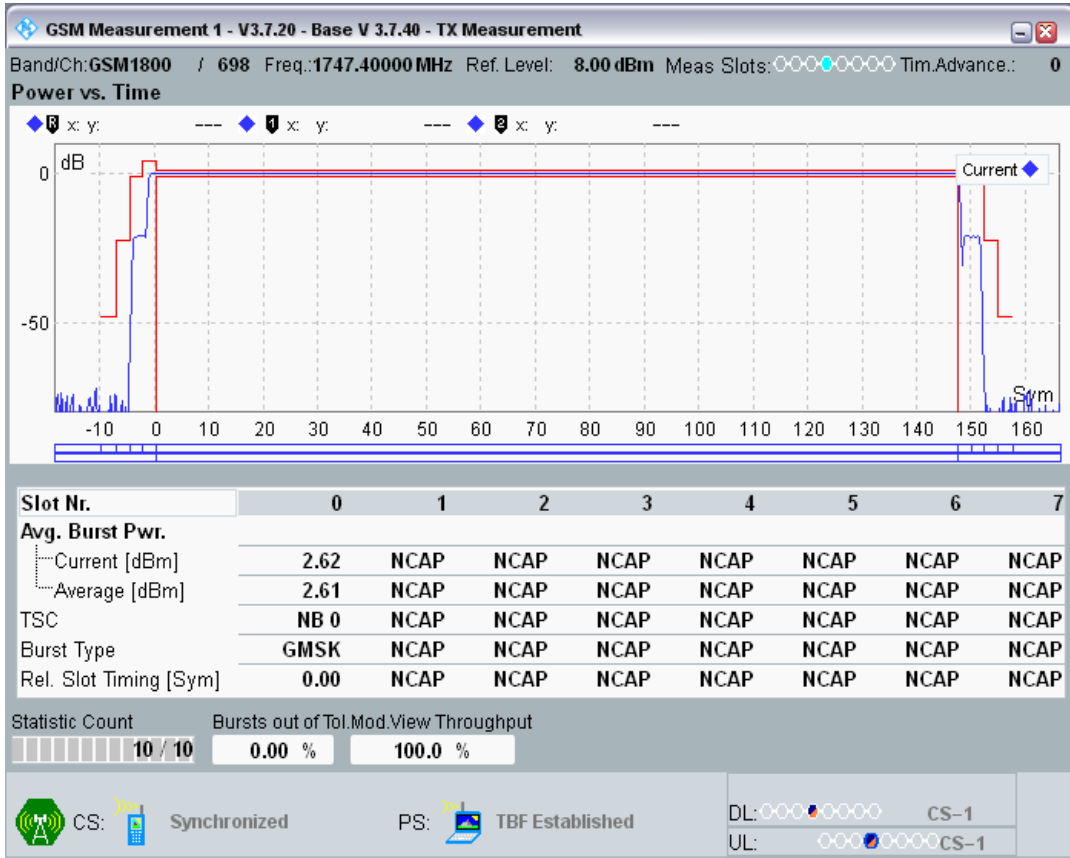 GSM Measurement 1 - V3.7.20 - Base V 3.7.40 - TX Measurement
Band/Ch:GSM1800 / 698 Freq.:1747.40000 MHz Ref. Level: 8.00 dBm Meas Slots: Tim.Advance.: 0
Power vs. Time
R x: y: --- 1 x: y: --- 2 x: y: ---
dB
Current
0
-50
Sym
-10 0 10 20 30 40 50 60 70 80 90 100 110 120 130 140 150 160
Slot Nr. 0 1 2 3 4 5 6 7
Avg. Burst Pwr.
Current [dBm] 2.62 NCAP NCAP NCAP NCAP NCAP NCAP NCAP
Average [dBm] 2.61 NCAP NCAP NCAP NCAP NCAP NCAP NCAP
TSC NB 0 NCAP NCAP NCAP NCAP NCAP NCAP NCAP
Burst Type GMSK NCAP NCAP NCAP NCAP NCAP NCAP NCAP
Rel. Slot Timing [Sym] 0.00 NCAP NCAP NCAP NCAP NCAP NCAP NCAP
Statistic Count Bursts out of Tol.Mod.View Throughput
10 / 10 0.00 % 100.0 %
CS: Synchronized PS: TBF Established
DL: CS-1
UL: CS-1